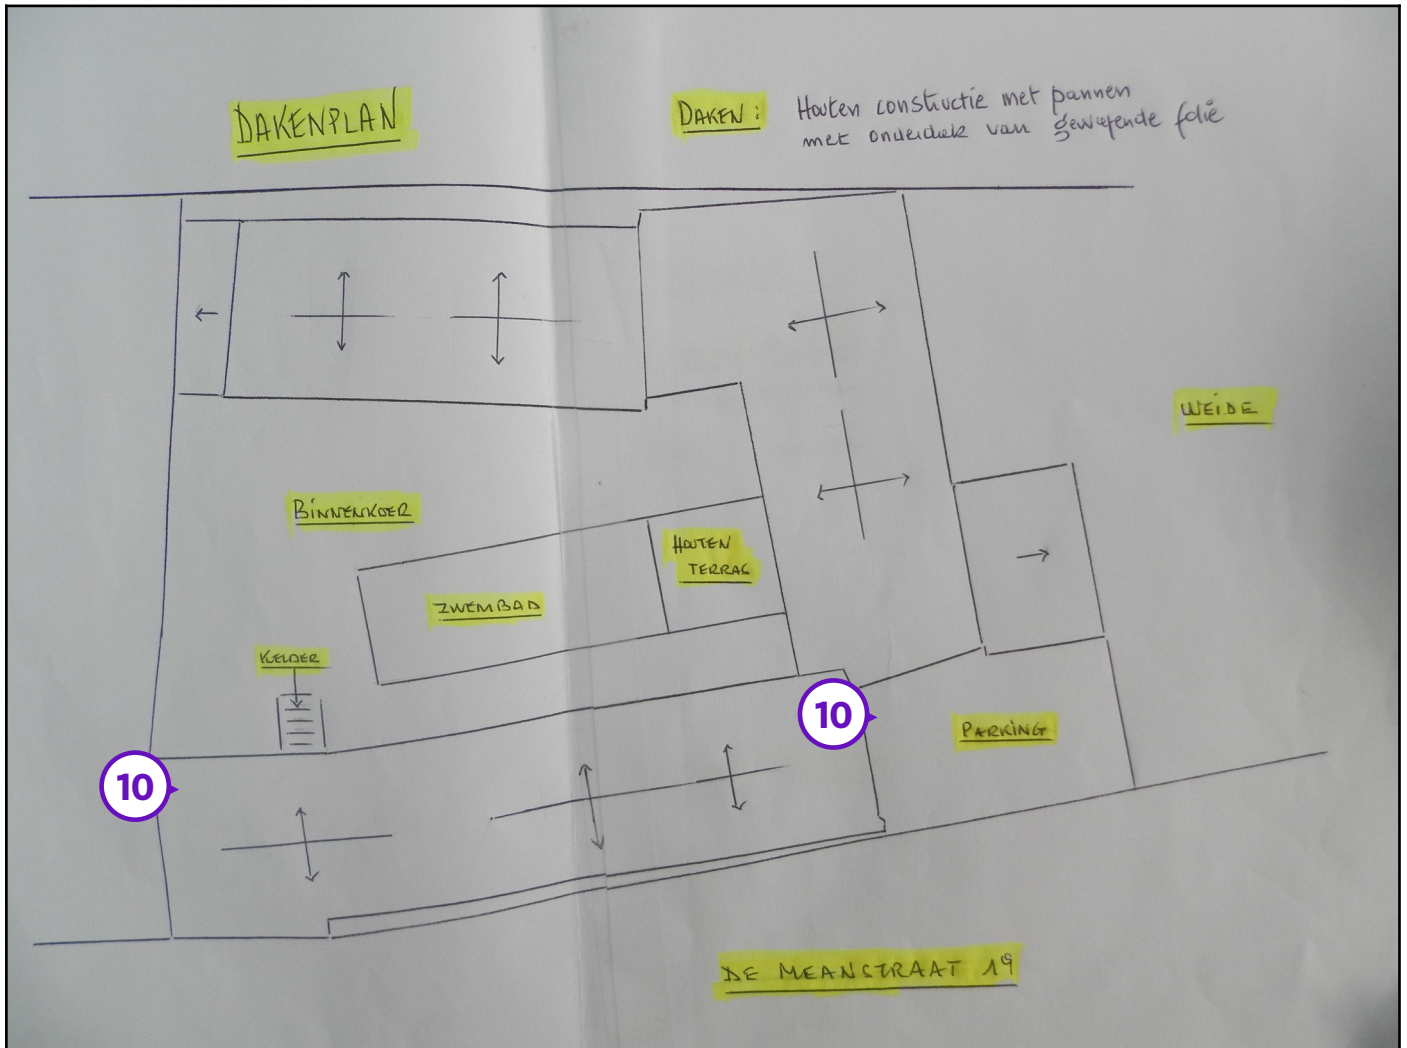 DAKENPLAN
DAKEN: Houten constructie met pannen
met onderdak van gewapende folie
WEIDE
BINNENKOER
HOUTEN
TERRAS
ZWEMBAD
KELDER
10
PARKING
10
DE MEANSTRAAT 19